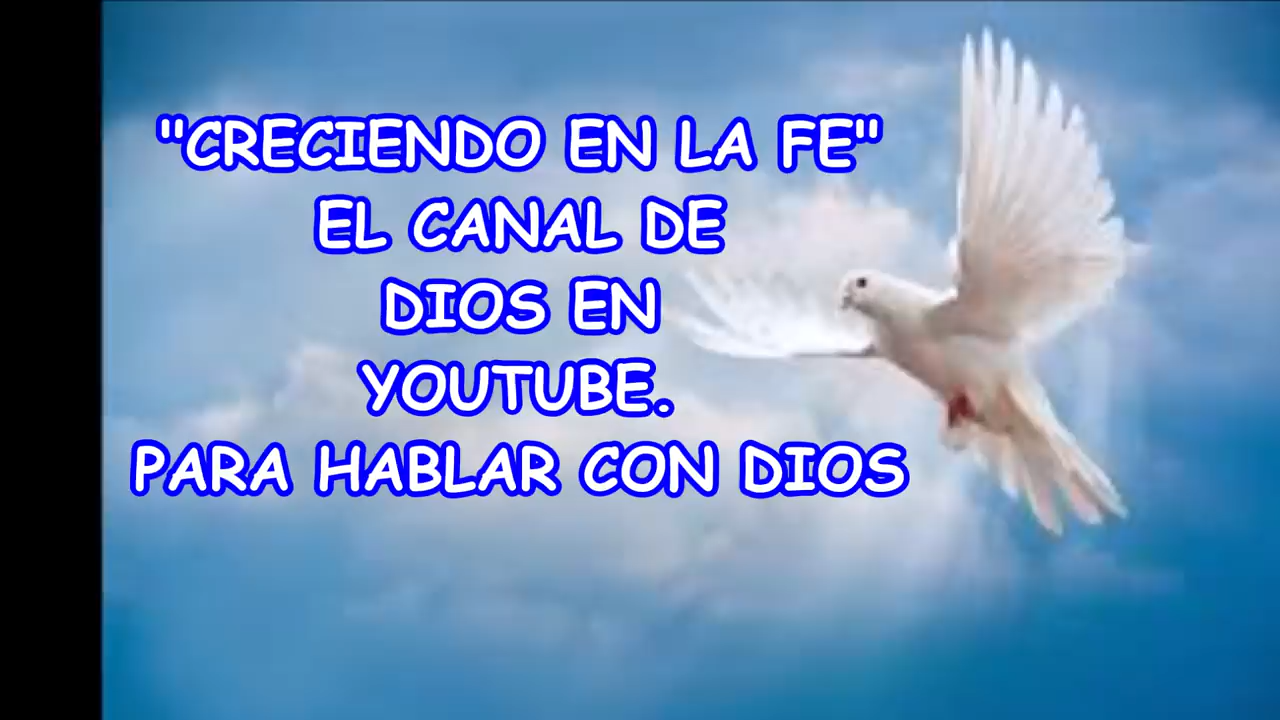 "CRECIENDO EN LA FE"
EL CANAL DE
DIOS EN
YOUTUBE.
PARA HABLAR CON DIOS